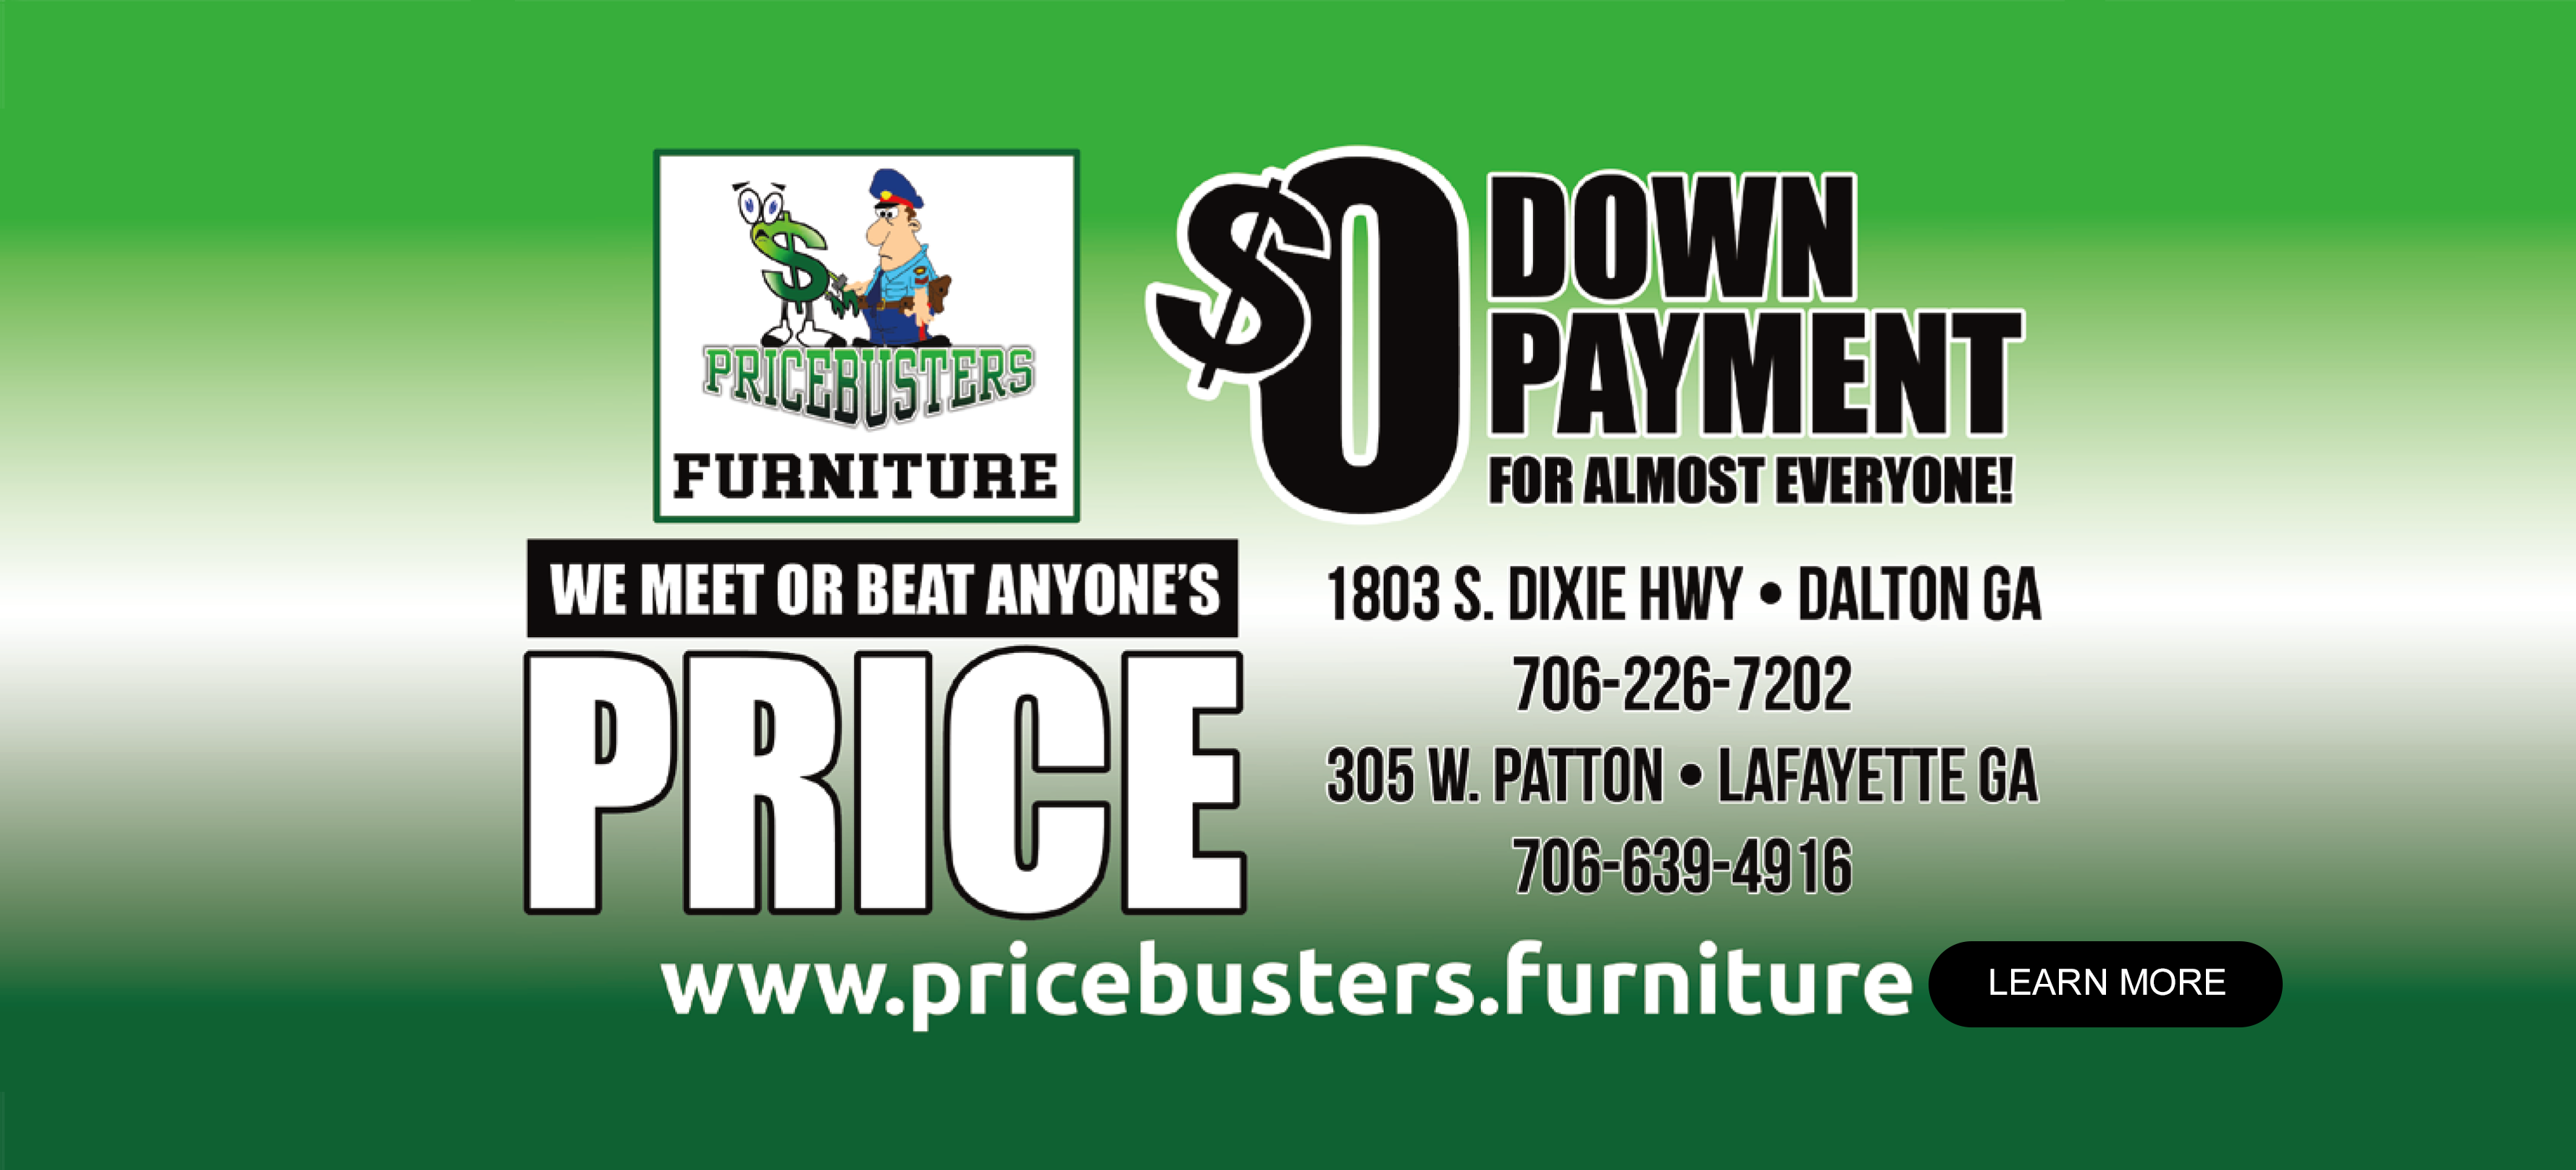 PRICEBUSTERS
FURNITURE
$0 DOWN
PAYMENT
FOR ALMOST EVERYONE!
WE MEET OR BEAT ANYONE'S
PRICE
1803 S. DIXIE HWY • DALTON GA
706-226-7202
305 W. PATTON • LAFAYETTE GA
706-639-4916
www.pricebusters.furniture
LEARN MORE